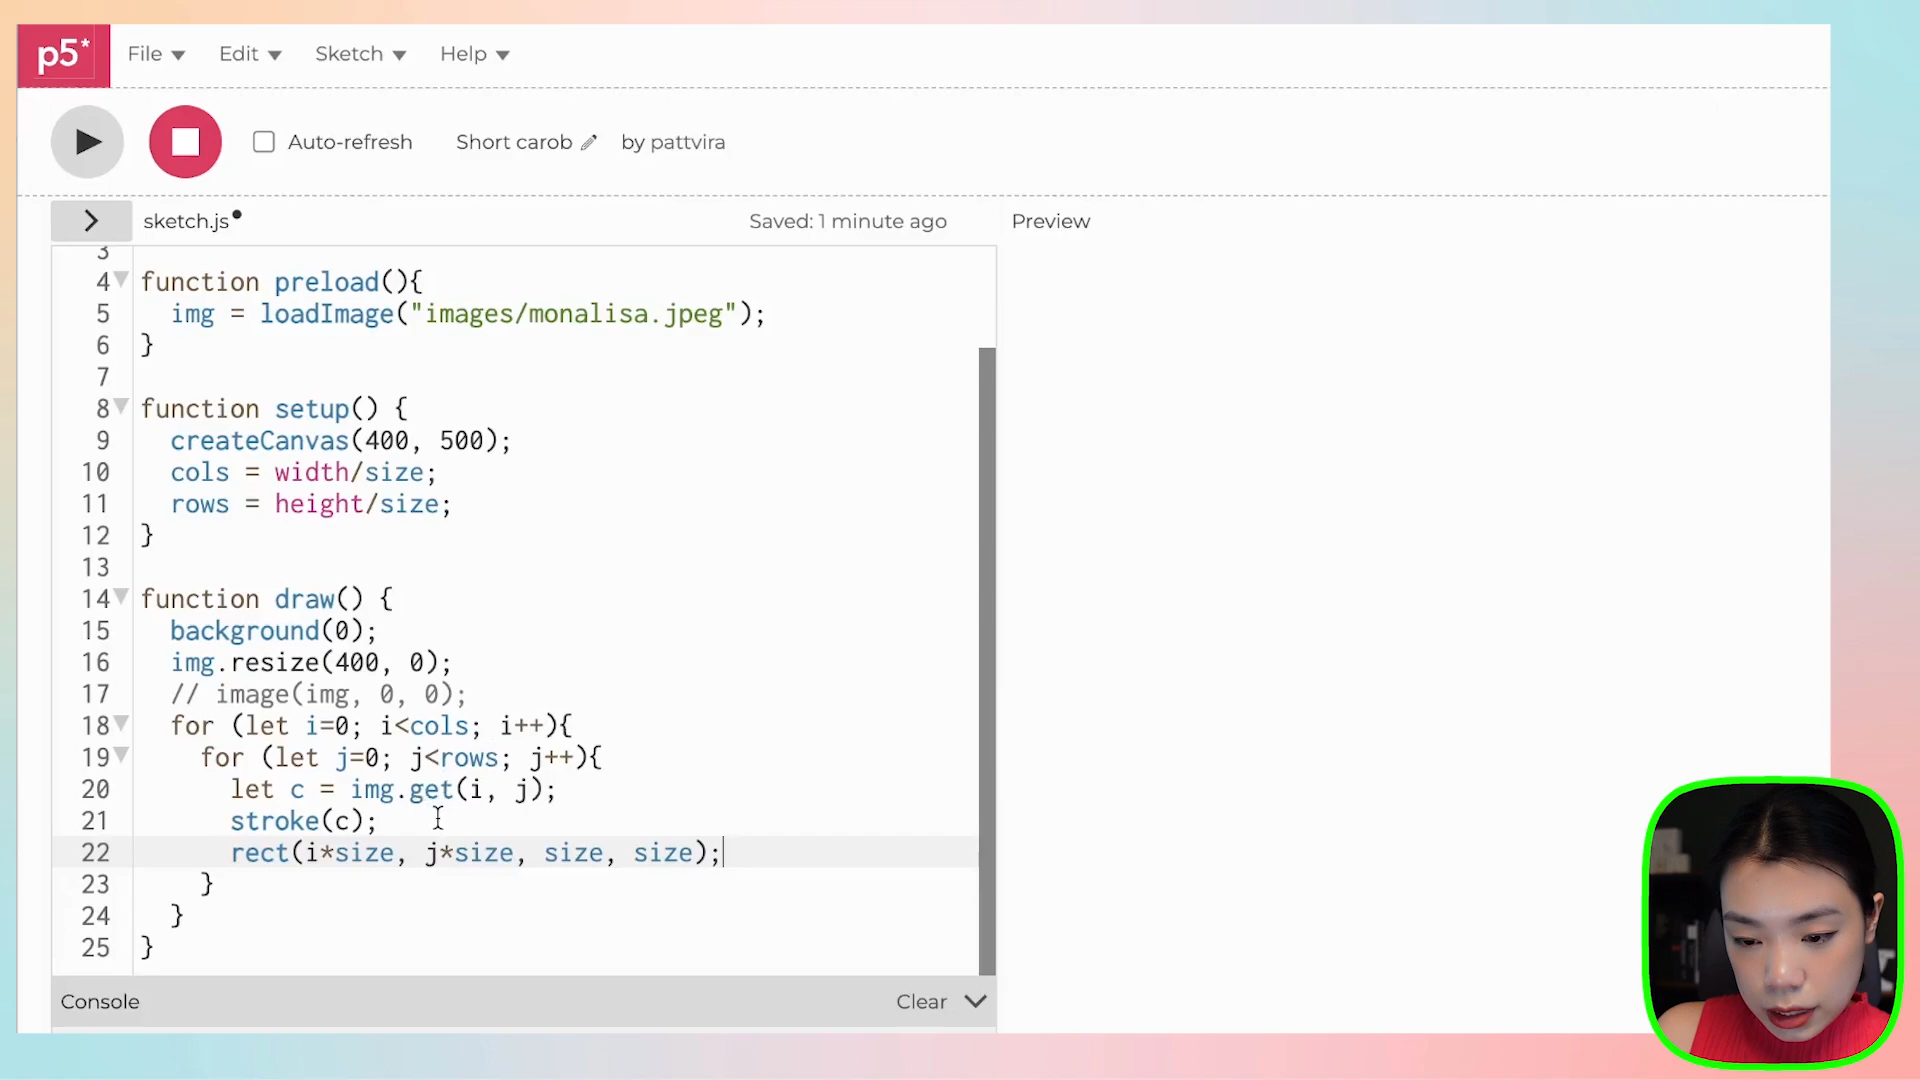 p5* File Edit Sketch Help
Auto-refresh Short carob by pattvira
sketch.js• Saved: 1 minute ago Preview
3
4 function preload(){
5 img = loadImage("images/monalisa.jpeg");
6 }
7
8 function setup() {
9 createCanvas(400, 500);
10 cols = width/size;
11 rows = height/size;
12 }
13
14 function draw() {
15 background(0);
16 img.resize(400, 0);
17 // image(img, 0, 0);
18 for (let i=0; i<cols; i++){
19 for (let j=0; j<rows; j++){
20 let c = img.get(i, j);
21 stroke(c);
22 rect(i*size, j*size, size, size);
23 }
24 }
25 }
Console Clear